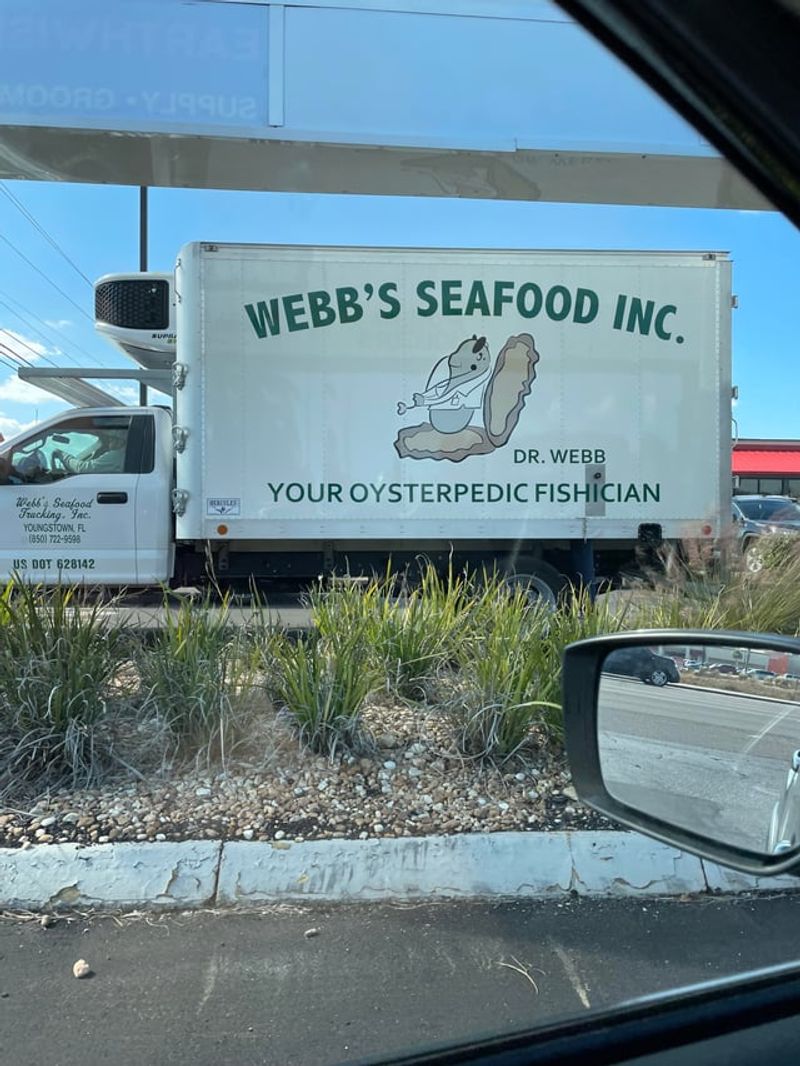 WEBB'S SEAFOOD INC.
DR. WEBB
YOUR OYSTERPEDIC FISHICIAN
HERCULES
Webb's Seafood
Trucking, Inc.
YOUNGSTOWN, FL
(850) 722-9598
US DOT 628142
SUPPLY • GROOM